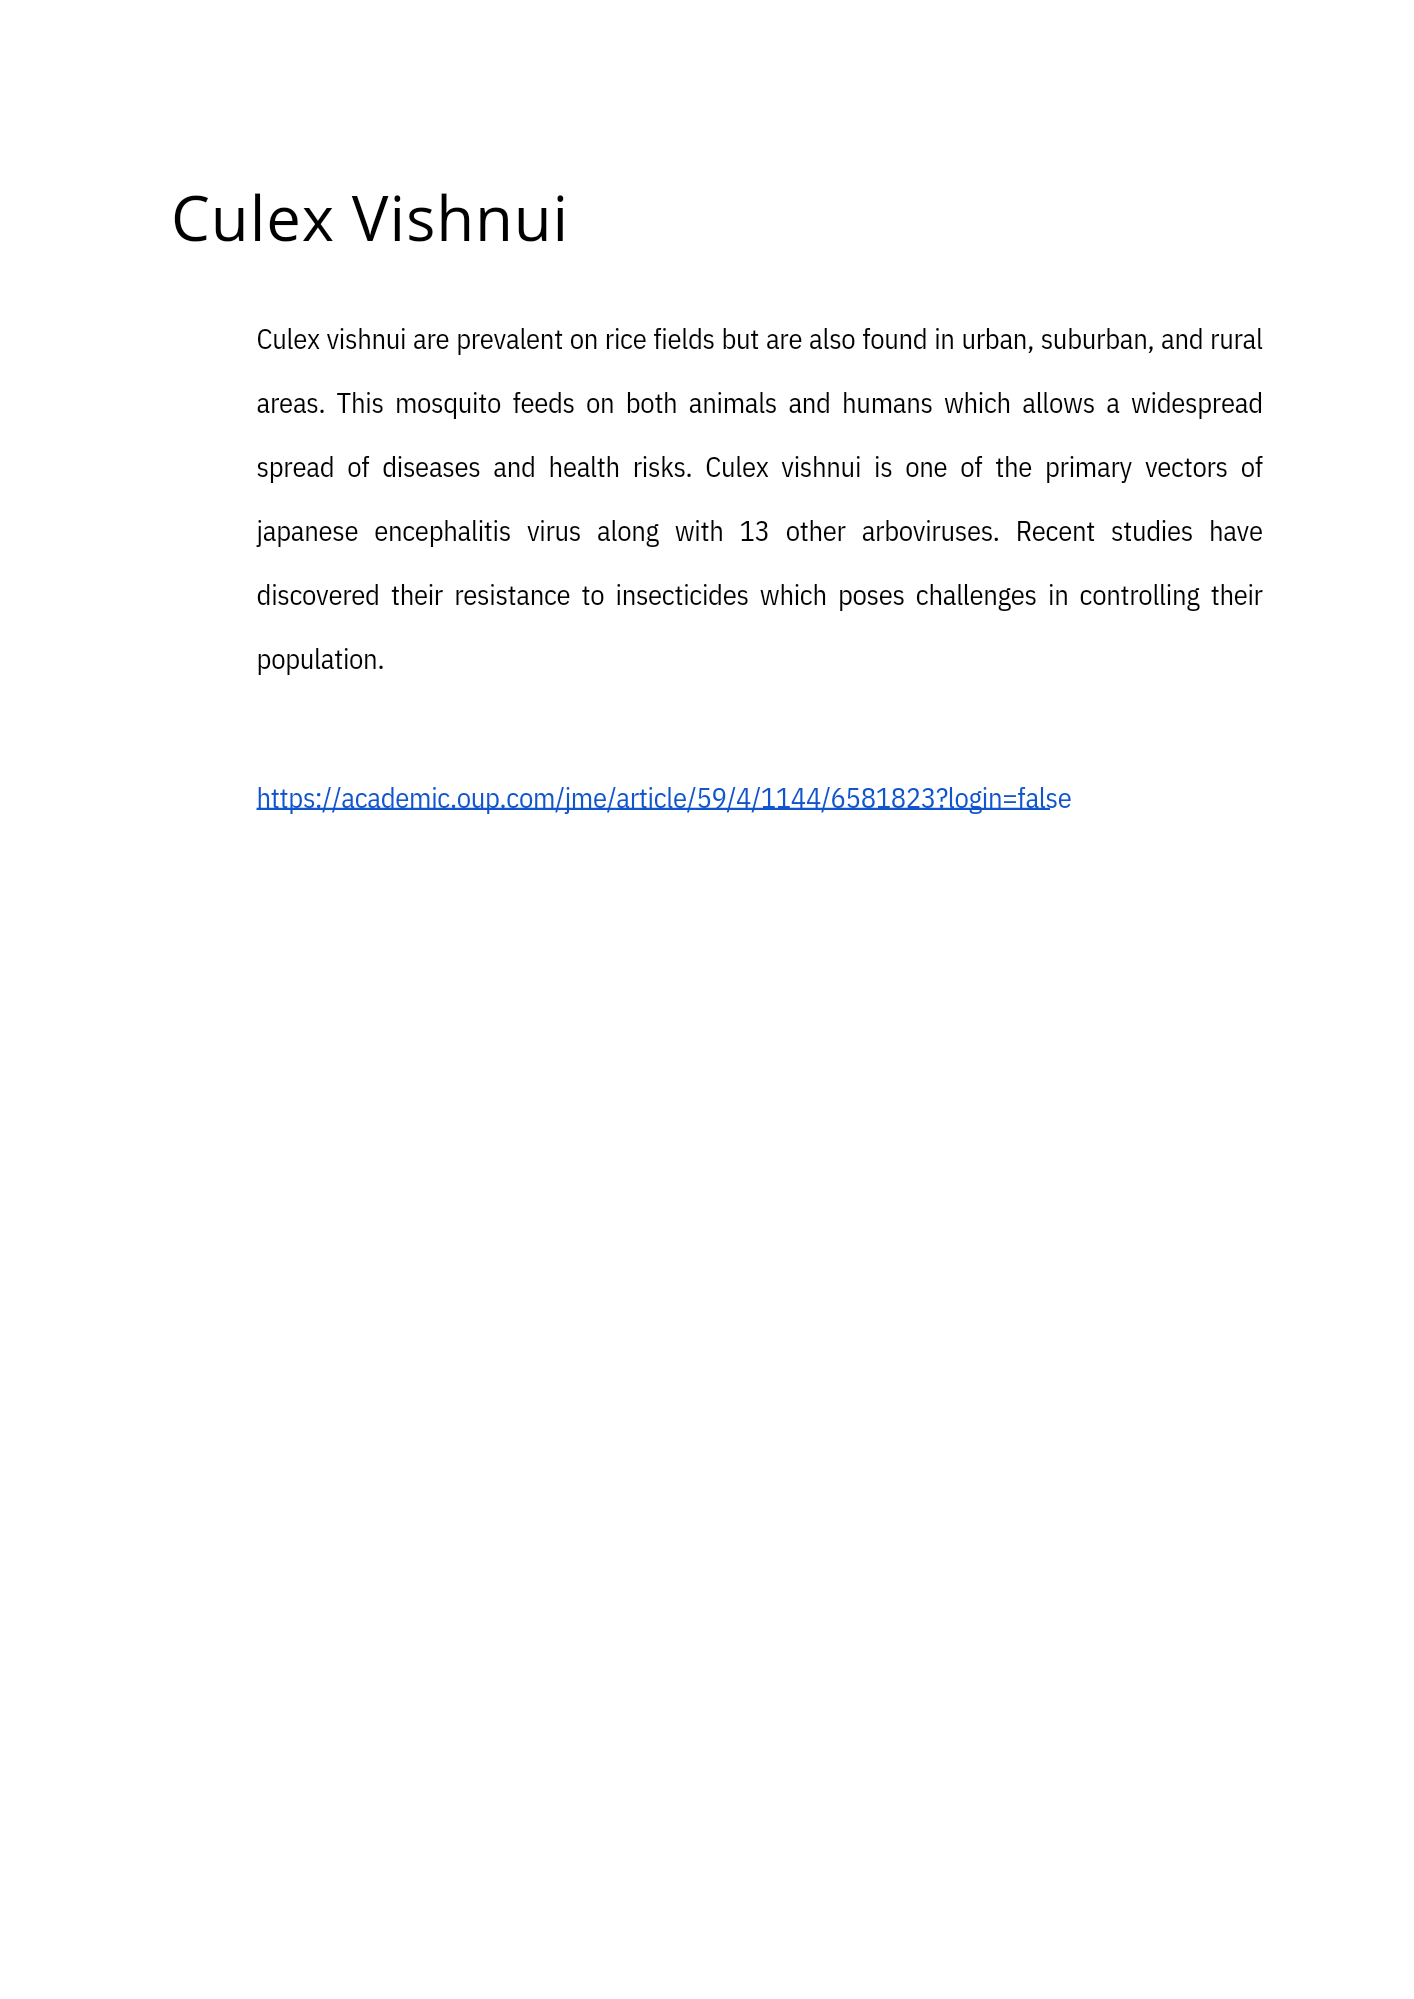 Culex Vishnui
Culex vishnui are prevalent on rice fields but are also found in urban, suburban, and rural
areas. This mosquito feeds on both animals and humans which allows a widespread
spread of diseases and health risks. Culex vishnui is one of the primary vectors of
japanese encephalitis virus along with 13 other arboviruses. Recent studies have
discovered their resistance to insecticides which poses challenges in controlling their
population.
https://academic.oup.com/jme/article/59/4/1144/6581823?login=false